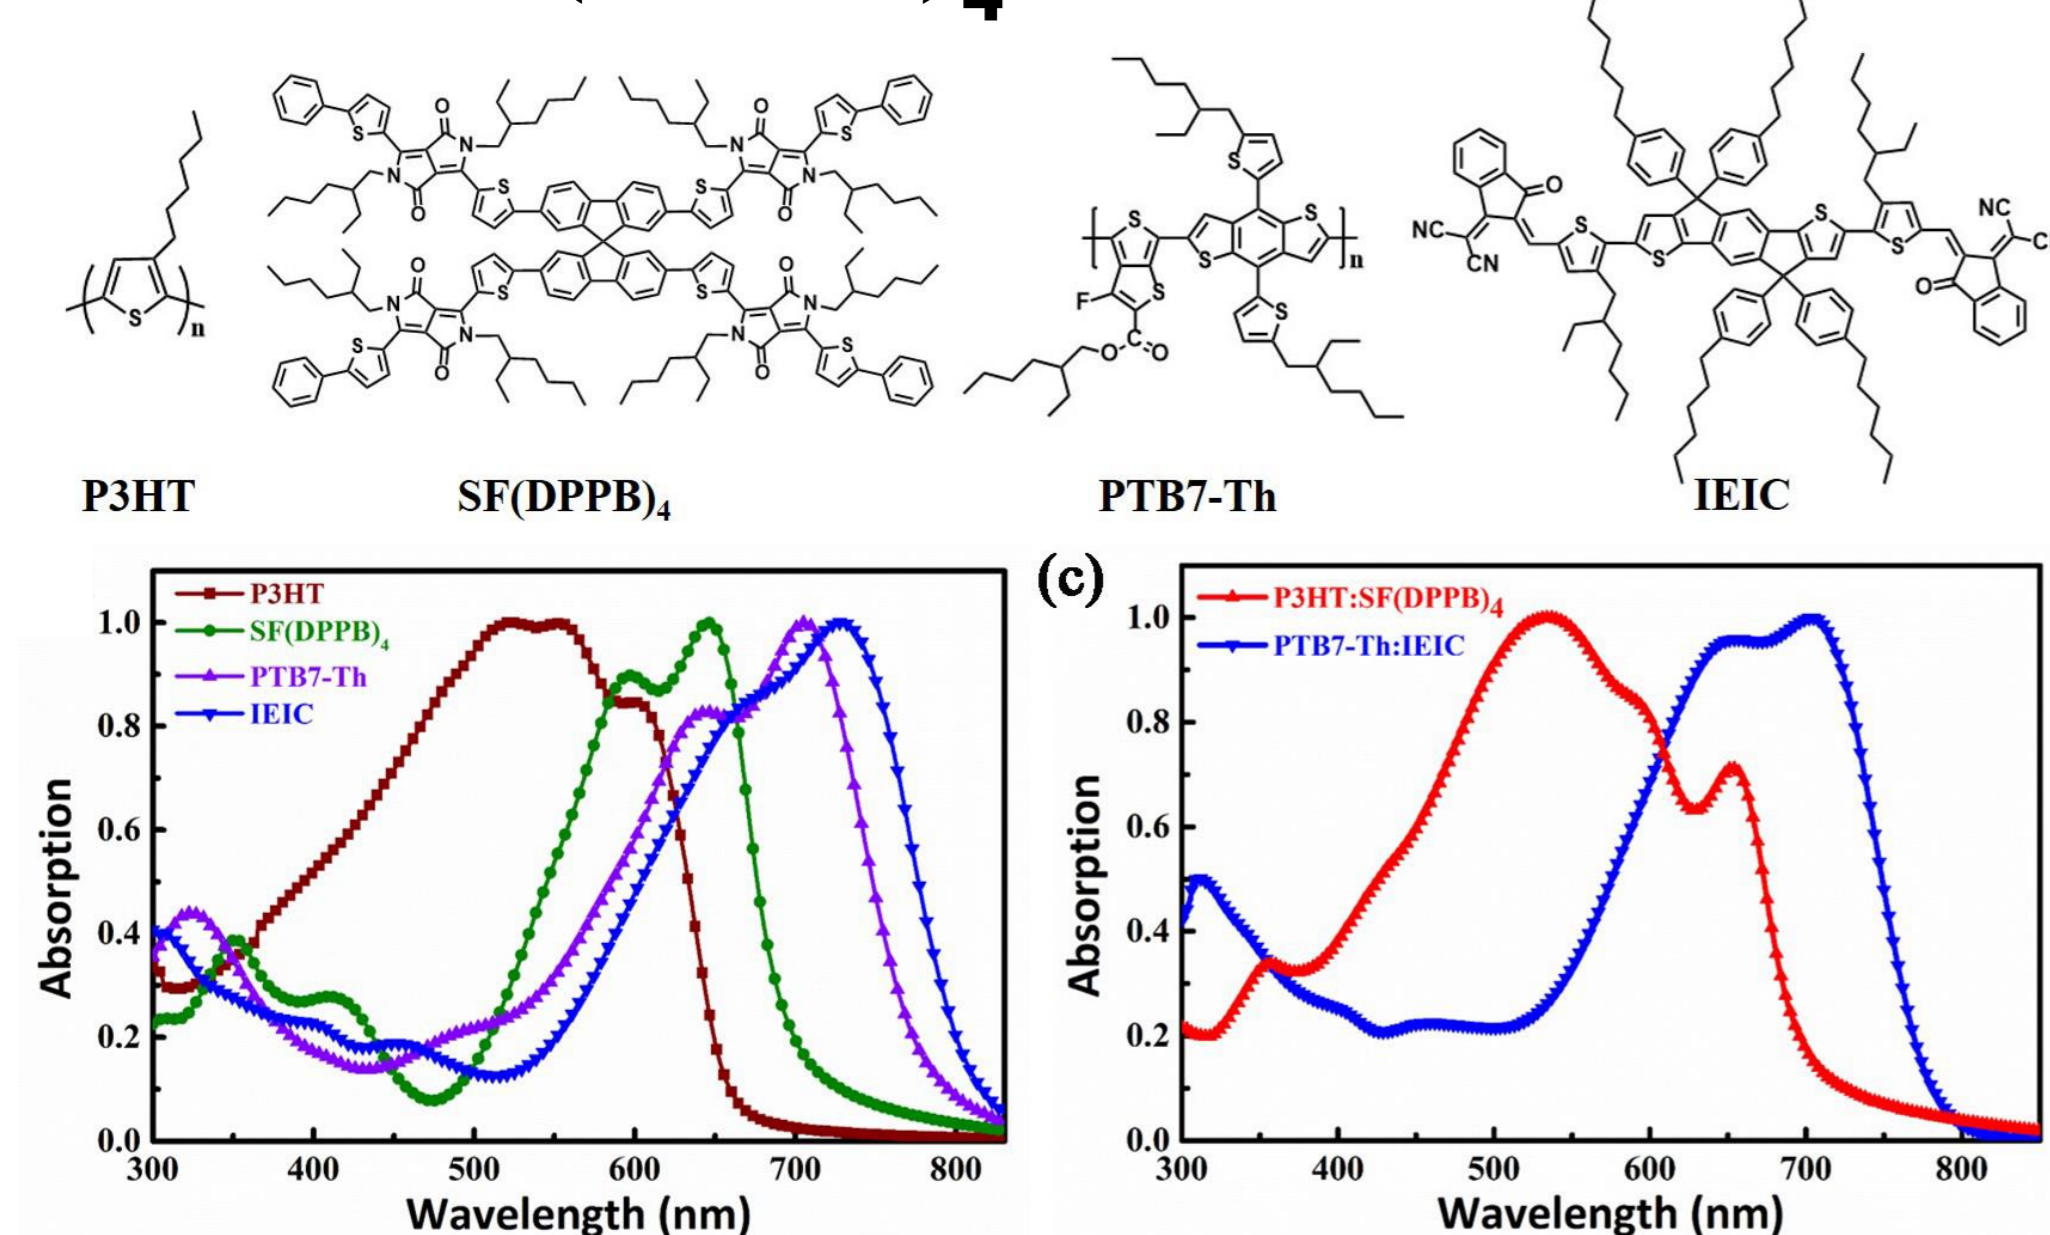 4
P3HT
SF(DPPB)4
PTB7-Th
IEIC
n
O
N
S
N
O
F
S
O
C
O
n
NC
CN
O
S
S
S
S
O
NC
P3HT
SF(DPPB)4
PTB7-Th
IEIC
1.0
0.8
0.6
0.4
0.2
0.0
300 400 500 600 700 800
Absorption
Wavelength (nm)
(c)
P3HT:SF(DPPB)4
PTB7-Th:IEIC
1.0
0.8
0.6
0.4
0.2
0.0
300 400 500 600 700 800
Absorption
Wavelength (nm)